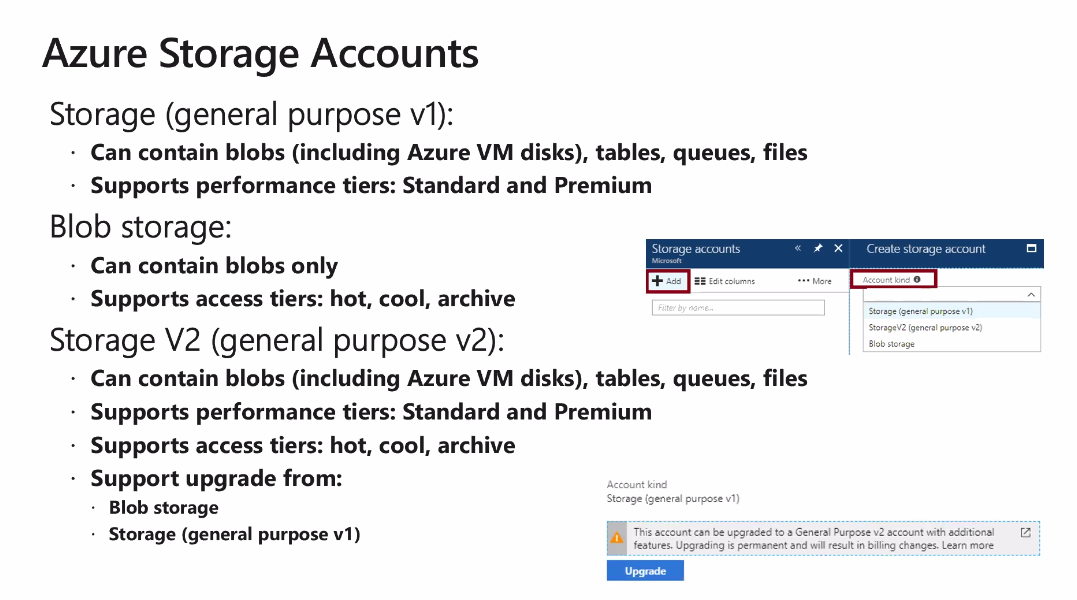 Azure Storage Accounts
Storage (general purpose v1):
· Can contain blobs (including Azure VM disks), tables, queues, files
· Supports performance tiers: Standard and Premium
Blob storage:
· Can contain blobs only
· Supports access tiers: hot, cool, archive
Storage V2 (general purpose v2):
· Can contain blobs (including Azure VM disks), tables, queues, files
· Supports performance tiers: Standard and Premium
· Supports access tiers: hot, cool, archive
· Support upgrade from:
· Blob storage
· Storage (general purpose v1)
Storage accounts
Microsoft
Add Edit columns ••• More
Filter by name...
Create storage account
Account kind
Storage (general purpose v1)
StorageV2 (general purpose v2)
Blob storage
Account kind
Storage (general purpose v1)
This account can be upgraded to a General Purpose v2 account with additional
features. Upgrading is permanent and will result in billing changes. Learn more
Upgrade